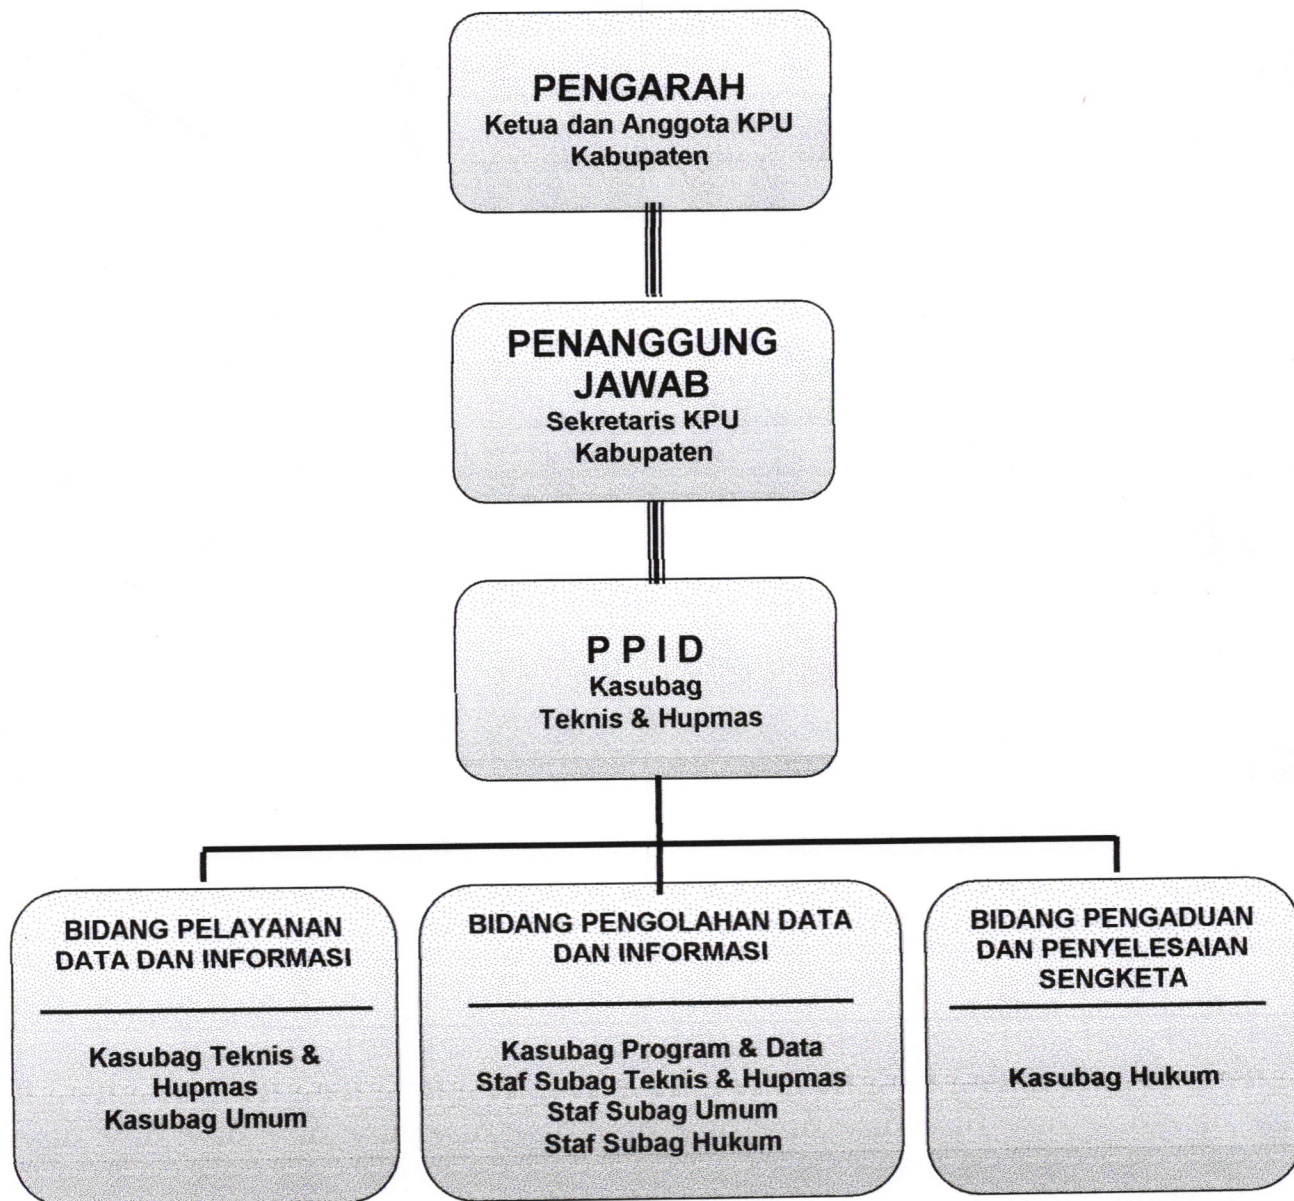 PENGARAH
Ketua dan Anggota KPU
Kabupaten
PENANGGUNG
JAWAB
Sekretaris KPU
Kabupaten
P P I D
Kasubag
Teknis & Hupmas
BIDANG PELAYANAN
DATA DAN INFORMASI
Kasubag Teknis &
Hupmas
Kasubag Umum
BIDANG PENGOLAHAN DATA
DAN INFORMASI
Kasubag Program & Data
Staf Subag Teknis & Hupmas
Staf Subag Umum
Staf Subag Hukum
BIDANG PENGADUAN
DAN PENYELESAIAN
SENGKETA
Kasubag Hukum